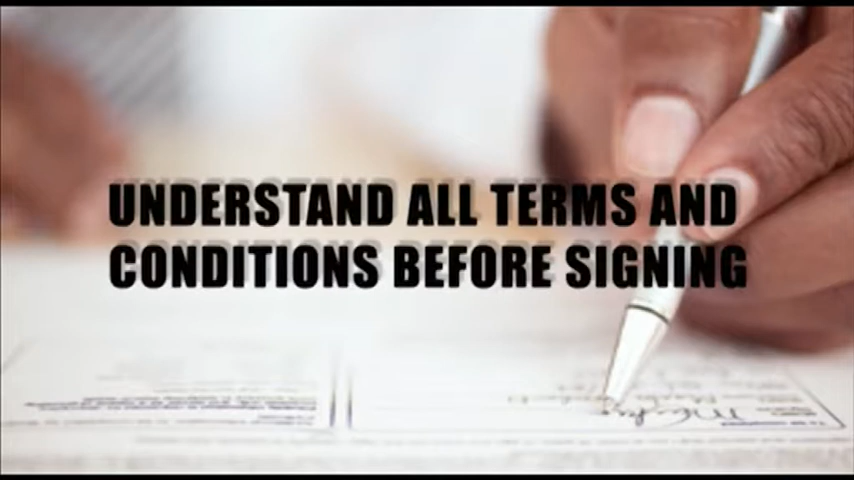 UNDERSTAND ALL TERMS AND
CONDITIONS BEFORE SIGNING